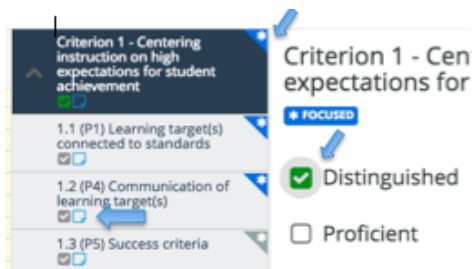 Criterion 1 - Centering
instruction on high
expectations for student
achievement
1.1 (P1) Learning target(s)
connected to standards
1.2 (P4) Communication of
learning target(s)
1.3 (P5) Success criteria
Criterion 1 - Cen
expectations for
FOCUSED
Distinguished
Proficient